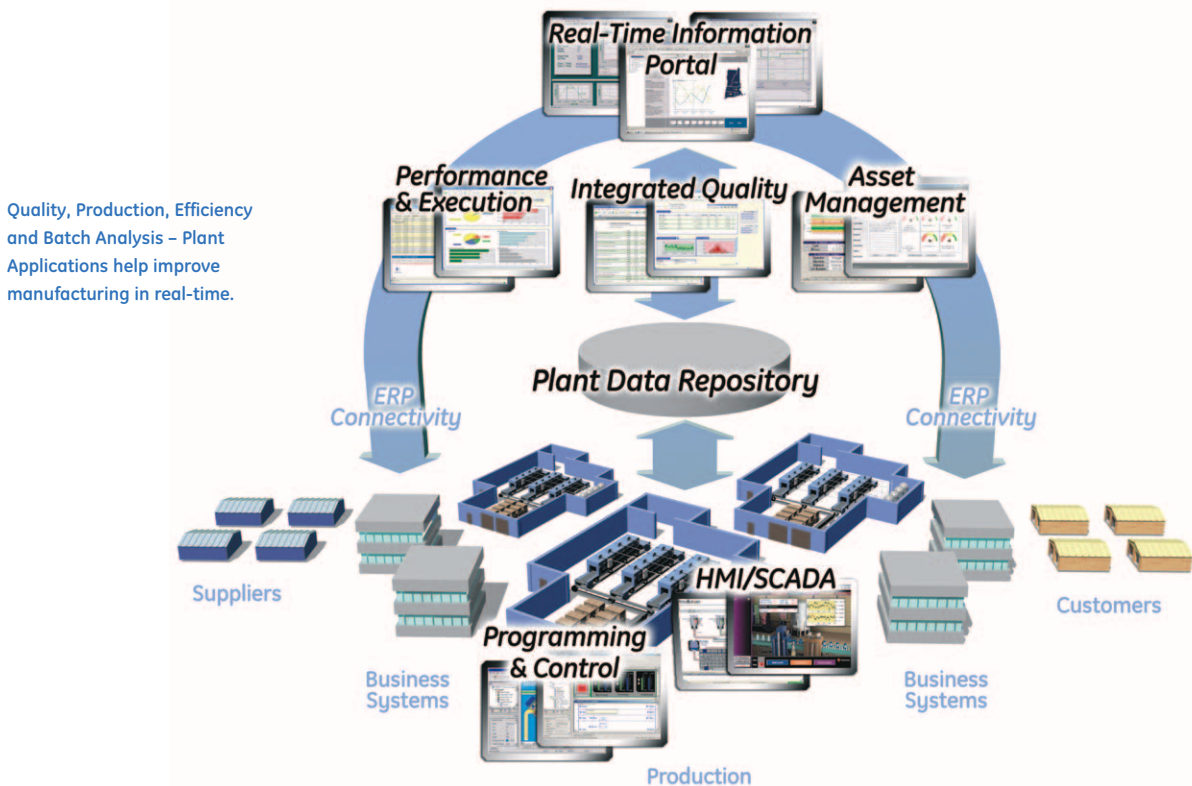 Real-Time Information
Portal
Performance
& Execution
Integrated Quality
Asset
Management
Quality, Production, Efficiency
and Batch Analysis – Plant
Applications help improve
manufacturing in real-time.
Plant Data Repository
ERP
Connectivity
ERP
Connectivity
Suppliers
HMI/SCADA
Customers
Programming
& Control
Business
Systems
Business
Systems
Production